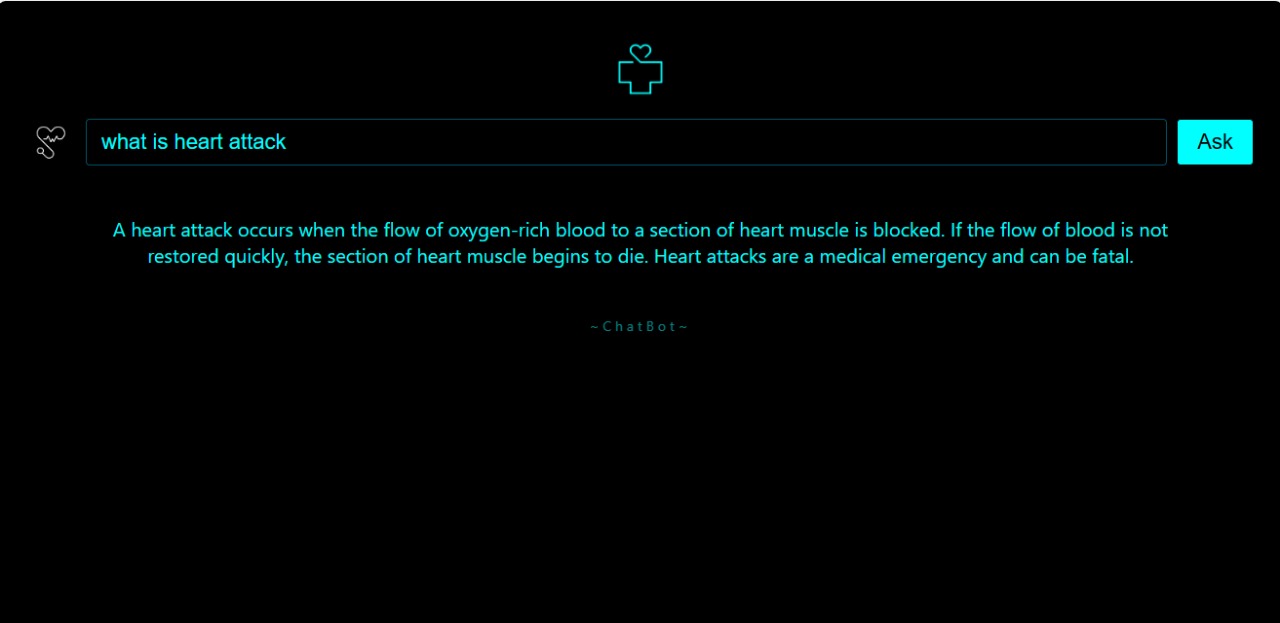 what is heart attack
Ask
A heart attack occurs when the flow of oxygen-rich blood to a section of heart muscle is blocked. If the flow of blood is not
restored quickly, the section of heart muscle begins to die. Heart attacks are a medical emergency and can be fatal.
~ChatBot~